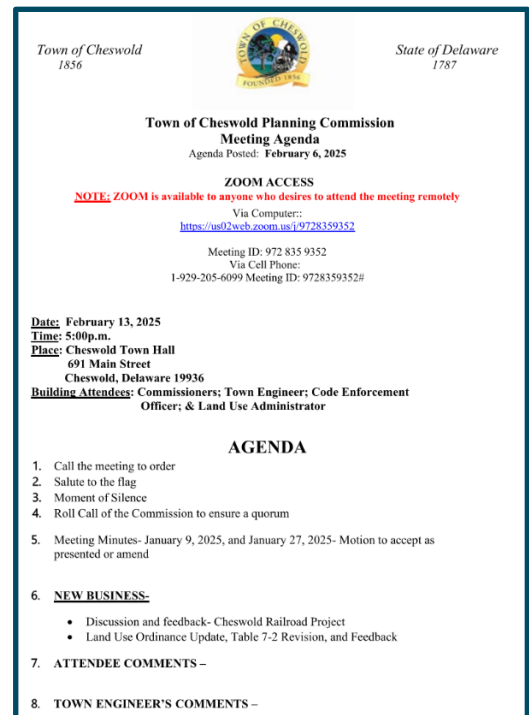 Town of Cheswold
1856
TOWN OF CHESWOLD
FOUNDED 1856
State of Delaware
1787
Town of Cheswold Planning Commission
Meeting Agenda
Agenda Posted: February 6, 2025
ZOOM ACCESS
NOTE: ZOOM is available to anyone who desires to attend the meeting remotely
Via Computer::
https://us02web.zoom.us/j/9728359352
Meeting ID: 972 835 9352
Via Cell Phone:
1-929-205-6099 Meeting ID: 9728359352#
Date: February 13, 2025
Time: 5:00p.m.
Place: Cheswold Town Hall
691 Main Street
Cheswold, Delaware 19936
Building Attendees: Commissioners; Town Engineer; Code Enforcement
Officer; & Land Use Administrator
AGENDA
1. Call the meeting to order
2. Salute to the flag
3. Moment of Silence
4. Roll Call of the Commission to ensure a quorum
5. Meeting Minutes- January 9, 2025, and January 27, 2025- Motion to accept as
presented or amend
6. NEW BUSINESS-
• Discussion and feedback- Cheswold Railroad Project
• Land Use Ordinance Update, Table 7-2 Revision, and Feedback
7. ATTENDEE COMMENTS –
8. TOWN ENGINEER'S COMMENTS –